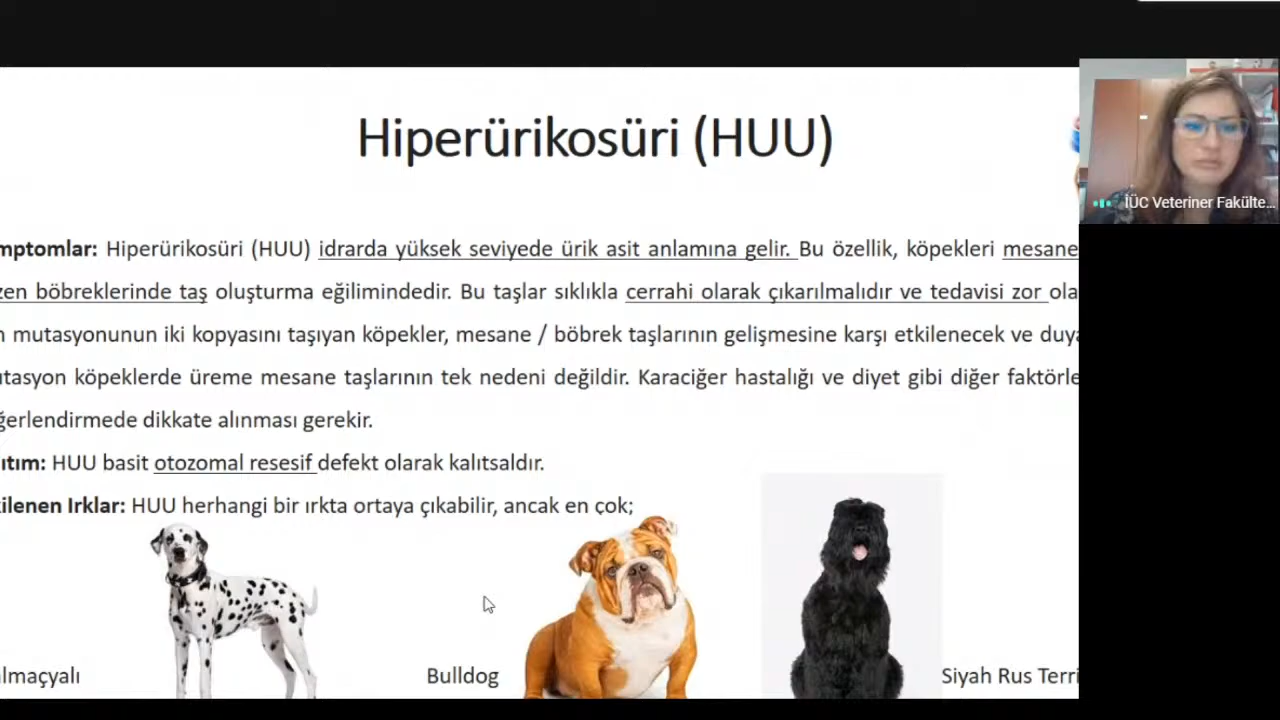 Hiperürikosüri (HUU)
İÜC Veteriner Fakülte...
mptomlar: Hiperürikosüri (HUU) idrarda yüksek seviyede ürik asit anlamına gelir. Bu özellik, köpekleri mesane
zen böbreklerinde taş oluşturma eğilimindedir. Bu taşlar sıklıkla cerrahi olarak çıkarılmalıdır ve tedavisi zor ola
n mutasyonunun iki kopyasını taşıyan köpekler, mesane / böbrek taşlarının gelişmesine karşı etkilenecek ve duya
utasyon köpeklerde üreme mesane taşlarının tek nedeni değildir. Karaciğer hastalığı ve diyet gibi diğer faktörle
ğerlendirmede dikkate alınması gerekir.
ıtım: HUU basit otozomal resesif defekt olarak kalıtsaldır.
kilenen Irklar: HUU herhangi bir ırkta ortaya çıkabilir, ancak en çok;
lmaçyalı Bulldog Siyah Rus Terri